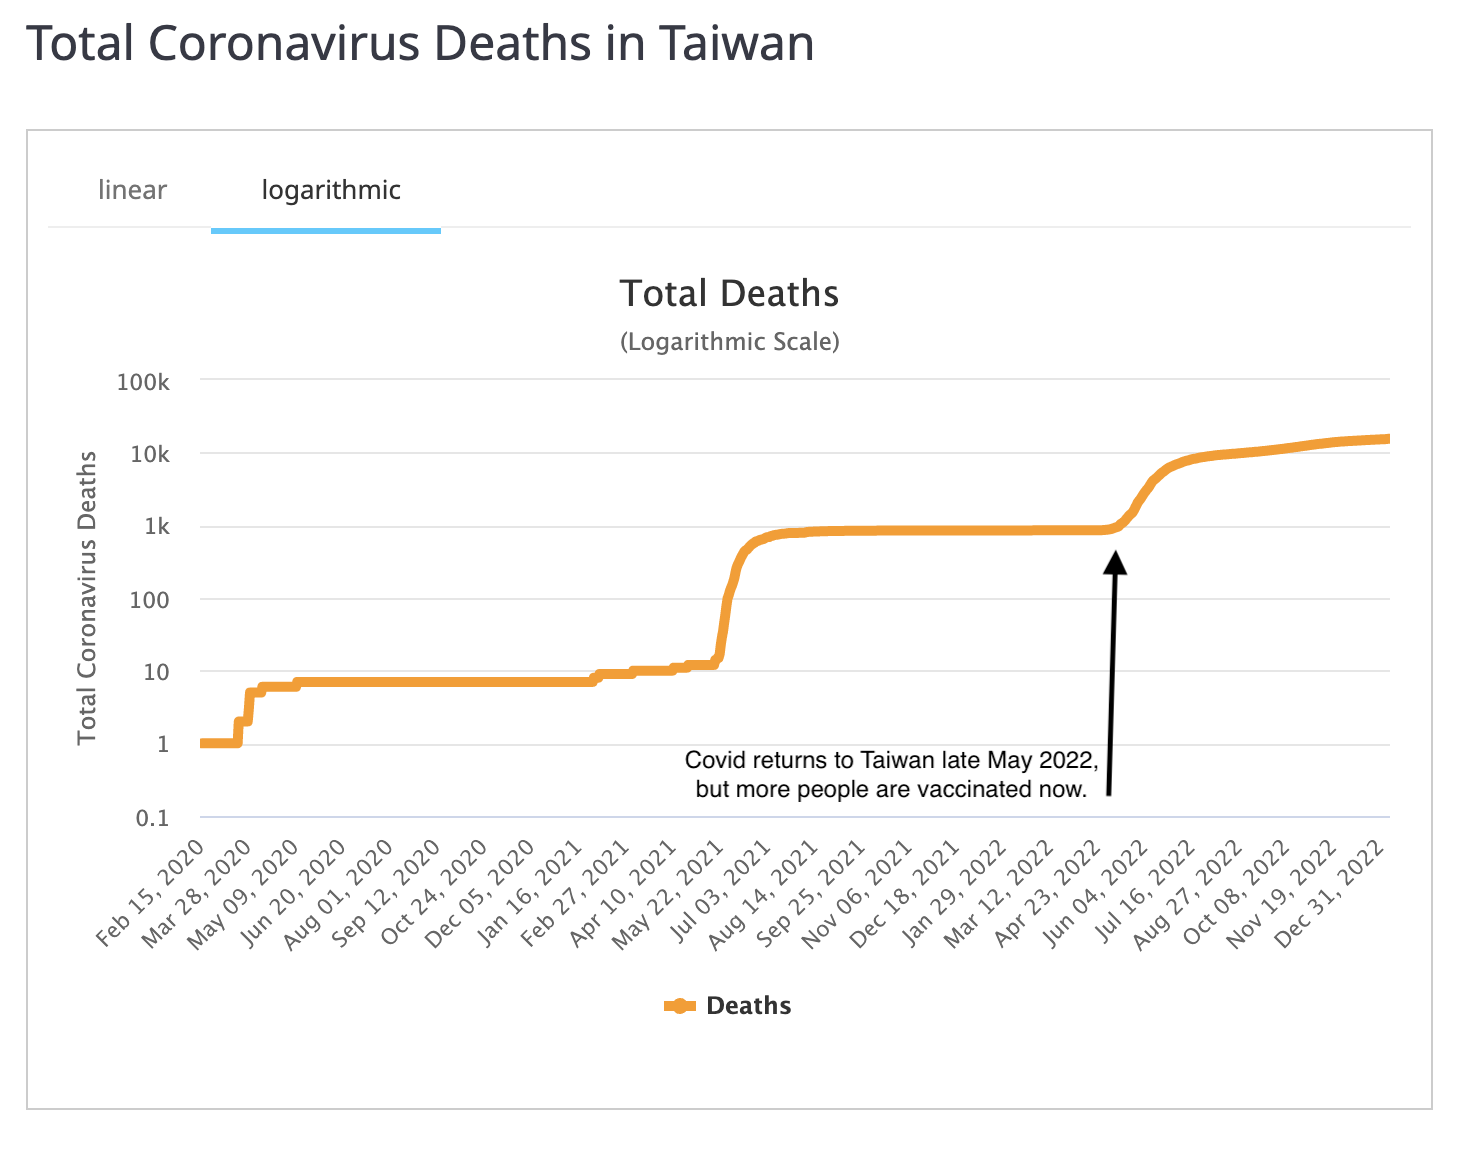 Total Coronavirus Deaths in Taiwan
linear
logarithmic
Total Deaths
(Logarithmic Scale)
Total Coronavirus Deaths
100k
10k
1k
100
10
1
0.1
Covid returns to Taiwan late May 2022,
but more people are vaccinated now.
Feb 15, 2020
Mar 28, 2020
May 09, 2020
Jun 20, 2020
Aug 01, 2020
Sep 12, 2020
Oct 24, 2020
Dec 05, 2020
Jan 16, 2021
Feb 27, 2021
Apr 10, 2021
May 22, 2021
Jul 03, 2021
Aug 14, 2021
Sep 25, 2021
Nov 06, 2021
Dec 18, 2021
Jan 29, 2022
Mar 12, 2022
Apr 23, 2022
Jun 04, 2022
Jul 16, 2022
Aug 27, 2022
Oct 08, 2022
Nov 19, 2022
Dec 31, 2022
Deaths